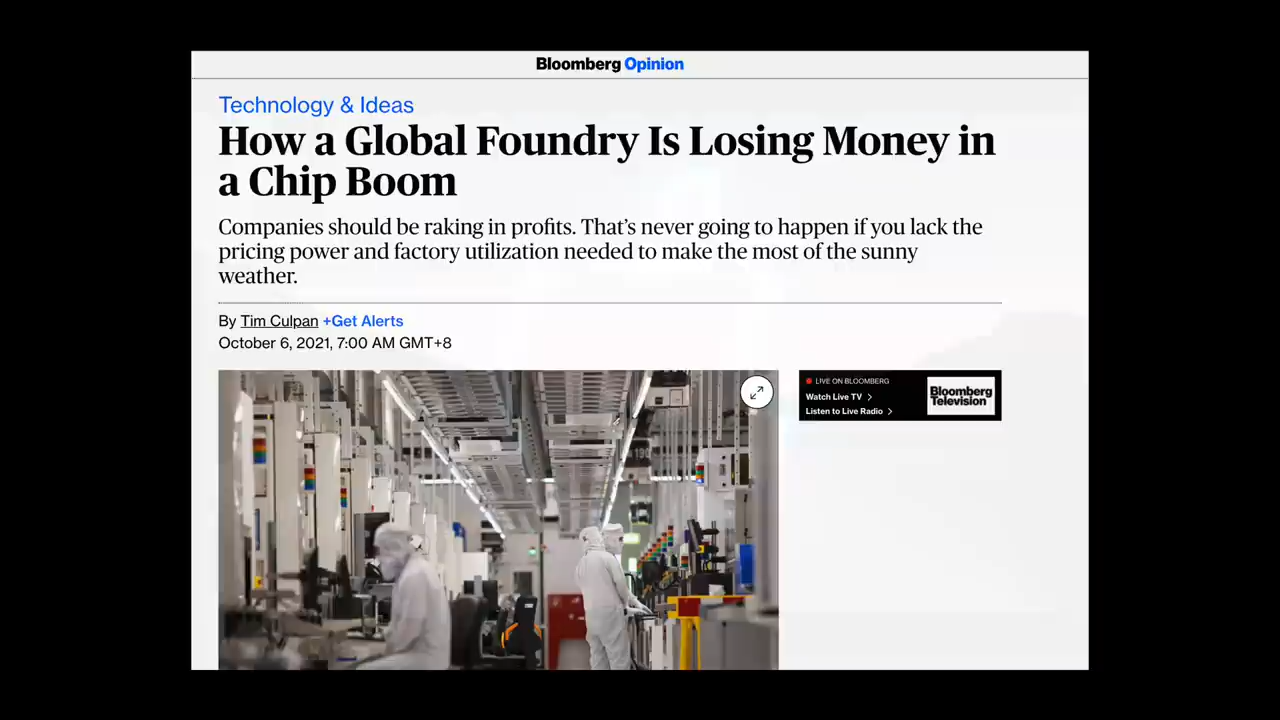 Bloomberg Opinion
Technology & Ideas
How a Global Foundry Is Losing Money in
a Chip Boom
Companies should be raking in profits. That’s never going to happen if you lack the
pricing power and factory utilization needed to make the most of the sunny
weather.
By Tim Culpan +Get Alerts
October 6, 2021, 7:00 AM GMT+8
LIVE ON BLOOMBERG
Watch Live TV
Listen to Live Radio
Bloomberg
Television
190